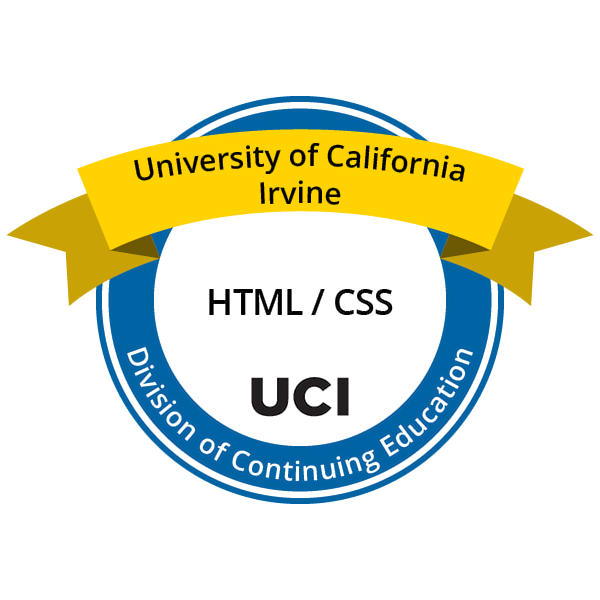 University of California
Irvine
HTML / CSS
UCI
Division of Continuing Education